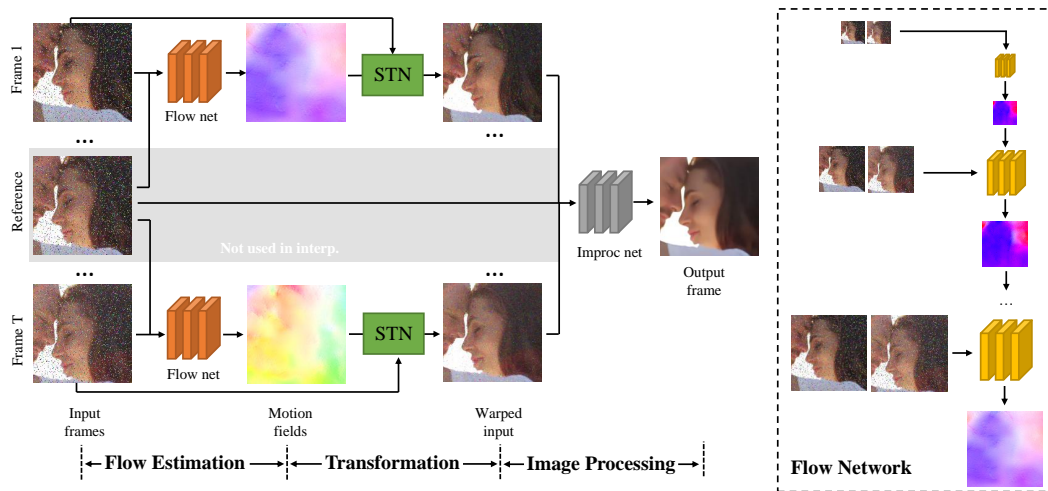 Frame 1
Flow net
STN
...
...
Reference
Not used in interp.
Improc net
Output
frame
...
...
Frame T
Flow net
STN
Input
frames
Motion
fields
Warped
input
Flow Estimation
Transformation
Image Processing
...
Flow Network